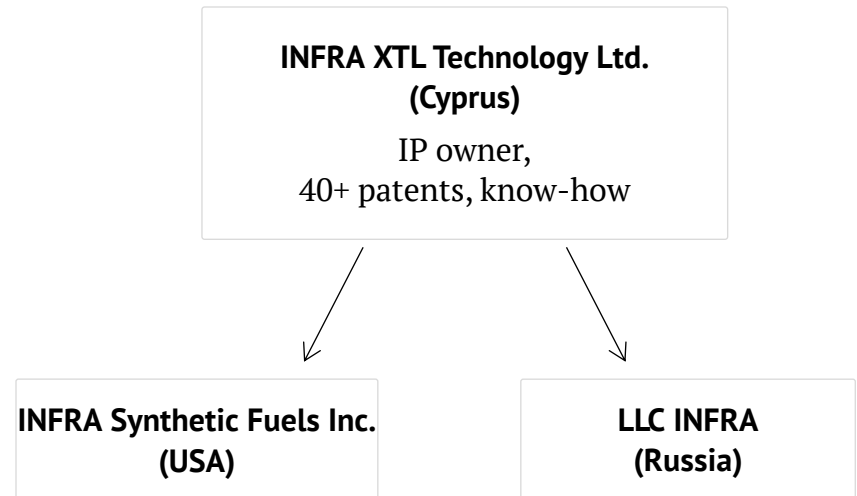 INFRA XTL Technology Ltd.
(Cyprus)
IP owner,
40+ patents, know-how
INFRA Synthetic Fuels Inc.
(USA)
LLC INFRA
(Russia)